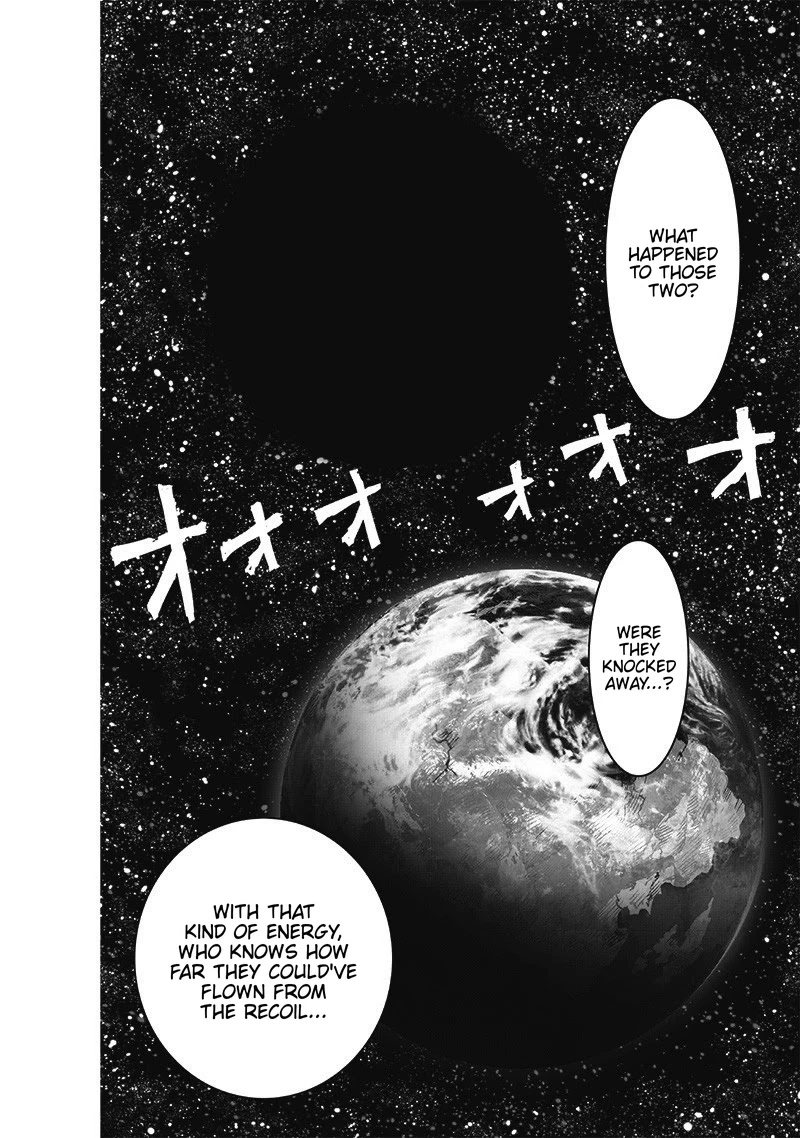 WHAT
HAPPENED
TO THOSE
TWO?
オオオオオオ
WERE
THEY
KNOCKED
AWAY...?
WITH THAT
KIND OF ENERGY,
WHO KNOWS HOW
FAR THEY COULD'VE
FLOWN FROM
THE RECOIL...